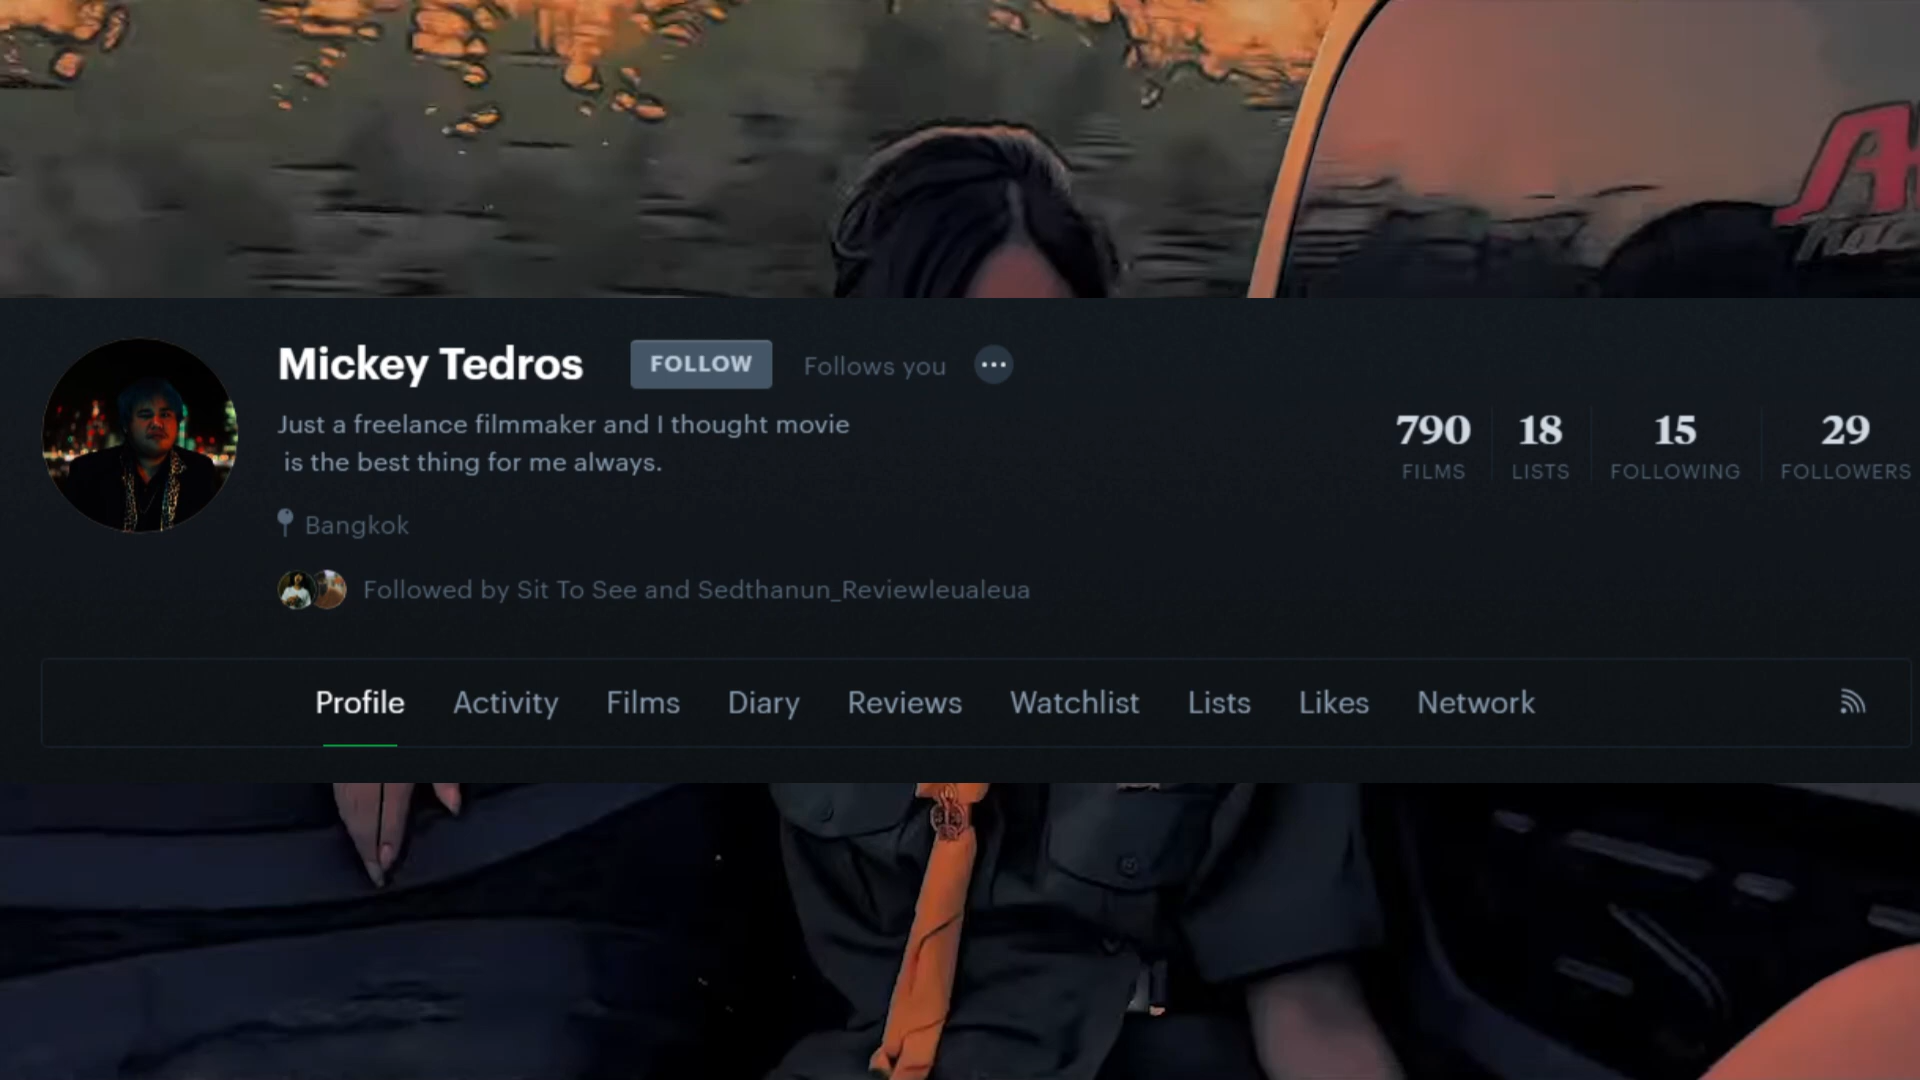 Mickey Tedros FOLLOW Follows you
Just a freelance filmmaker and I thought movie
is the best thing for me always.
790 18 15 29
FILMS LISTS FOLLOWING FOLLOWERS
Bangkok
Followed by Sit To See and Sedthanun_Reviewleualeua
Profile Activity Films Diary Reviews Watchlist Lists Likes Network